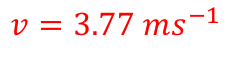 v = 3.77 ms⁻¹